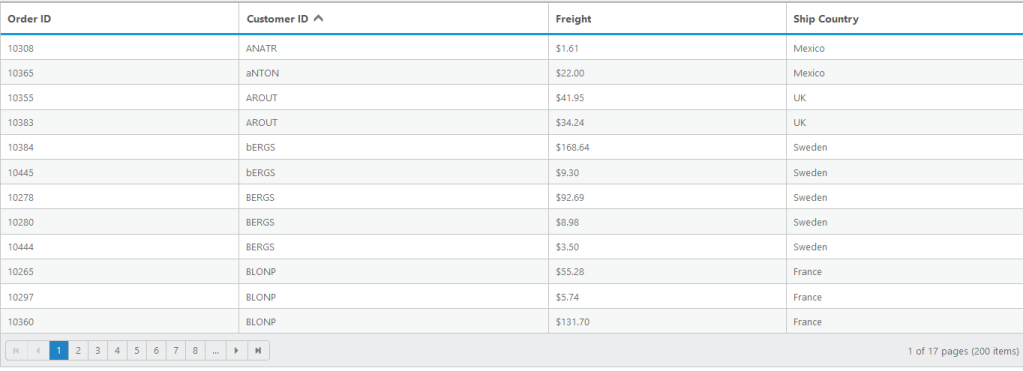 Order ID Customer ID Freight Ship Country
10308 ANATR $1.61 Mexico
10365 aNTON $22.00 Mexico
10355 AROUT $41.95 UK
10383 AROUT $34.24 UK
10384 bERGS $168.64 Sweden
10445 bERGS $9.30 Sweden
10278 BERGS $92.69 Sweden
10280 BERGS $8.98 Sweden
10444 BERGS $3.50 Sweden
10265 BLONP $55.28 France
10297 BLONP $5.74 France
10360 BLONP $131.70 France
1 2 3 4 5 6 7 8 ... 1 of 17 pages (200 items)